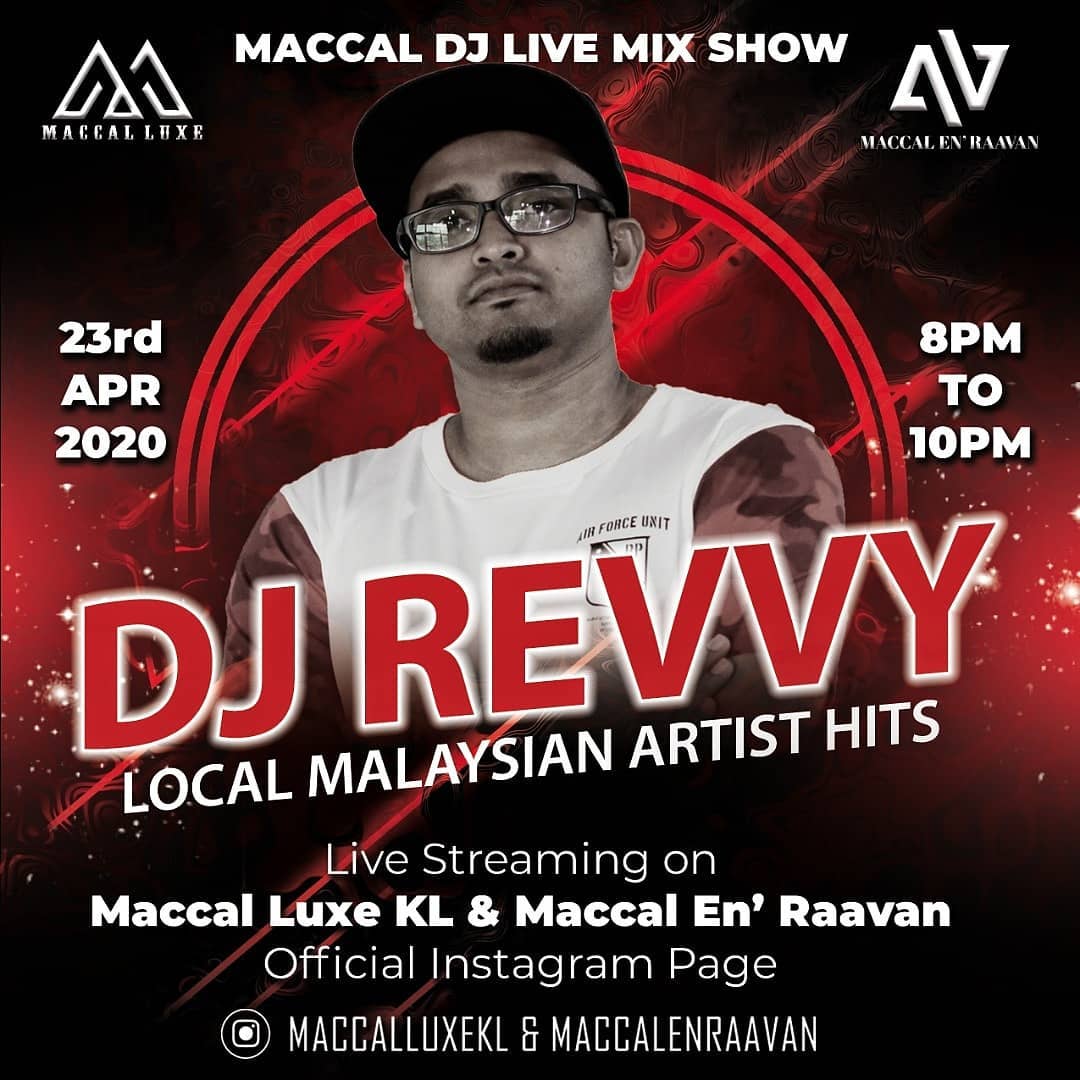 MACCAL DJ LIVE MIX SHOW
MACCAL LUXE
MACCAL EN' RAAVAN
23rd
APR
2020
8PM
TO
10PM
AIR FORCE UNIT
DJ REVVY
LOCAL MALAYSIAN ARTIST HITS
Live Streaming on
Maccal Luxe KL & Maccal En’ Raavan
Official Instagram Page
MACCALLUXEKL & MACCALENRAAVAN